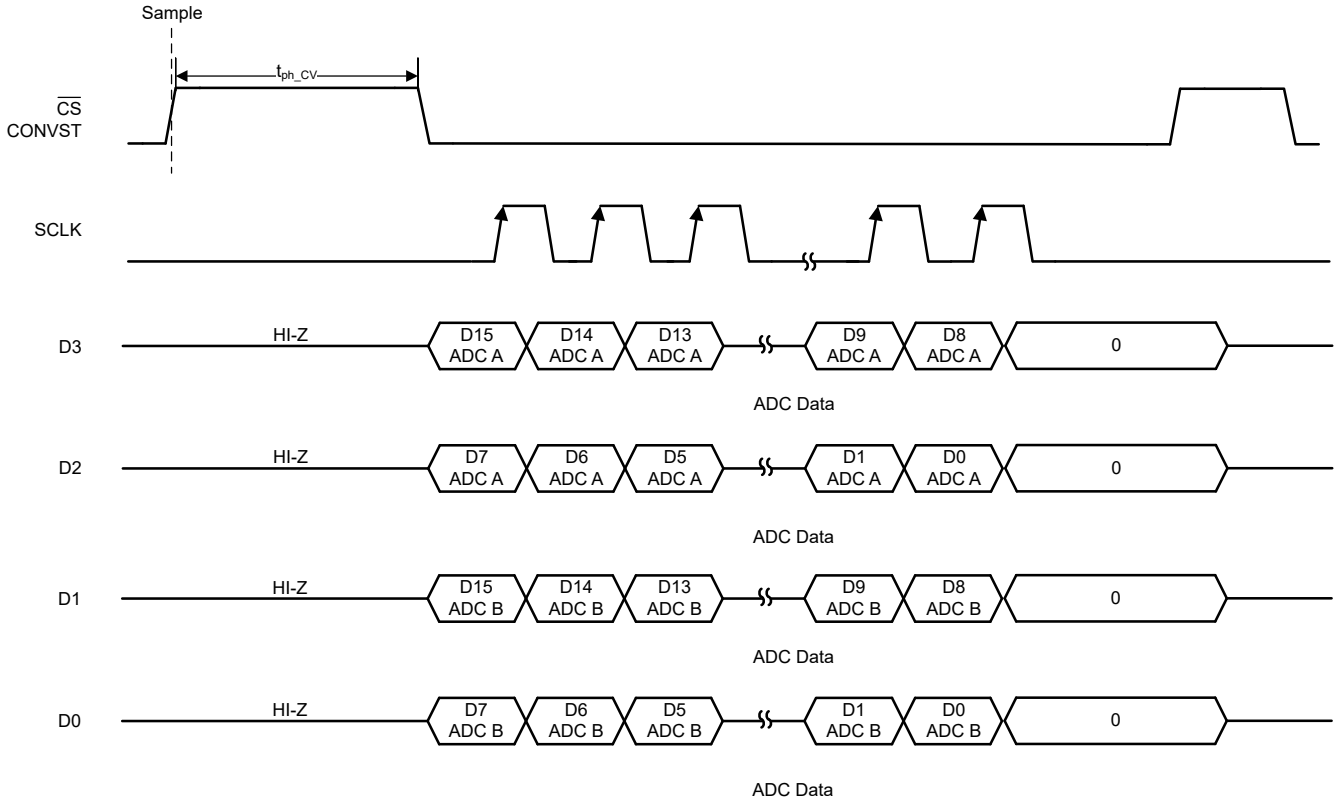 Sample
tph_CV
CS
CONVST
SCLK
D3
HI-Z
D15
ADC A
D14
ADC A
D13
ADC A
D9
ADC A
D8
ADC A
0
ADC Data
D2
HI-Z
D7
ADC A
D6
ADC A
D5
ADC A
D1
ADC A
D0
ADC A
0
ADC Data
D1
HI-Z
D15
ADC B
D14
ADC B
D13
ADC B
D9
ADC B
D8
ADC B
0
ADC Data
D0
HI-Z
D7
ADC B
D6
ADC B
D5
ADC B
D1
ADC B
D0
ADC B
0
ADC Data